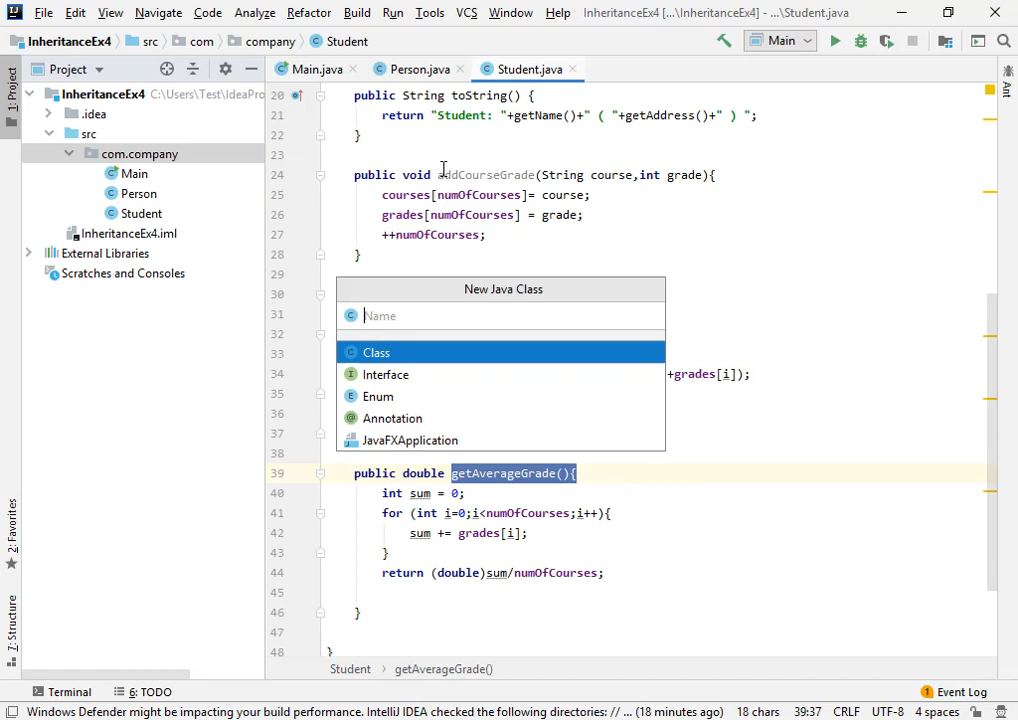 File Edit View Navigate Code Analyze Refactor Build Run Tools VCS Window Help InheritanceEx4 [...\InheritanceEx4] - ...\Student.java
InheritanceEx4 src com company Student Main
1: Project
Project
Main.java Person.java Student.java
Ant
InheritanceEx4 C:\Users\Test\IdeaPro
.idea
src
com.company
Main
Person
Student
InheritanceEx4.iml
External Libraries
Scratches and Consoles
20 public String toString() {
21 return "Student: "+getName()+" ( "+getAddress()+" ) ";
22 }
23
24 public void addCourseGrade(String course,int grade){
25 courses[numOfCourses]= course;
26 grades[numOfCourses] = grade;
27 ++numOfCourses;
28 }
29
30
31
32
33
34 +grades[i]);
35
36
37
38
39 public double getAverageGrade(){
40 int sum = 0;
41 for (int i=0;i<numOfCourses;i++){
42 sum += grades[i];
43 }
44 return (double)sum/numOfCourses;
45
46 }
47
48 }
New Java Class
Name
Class
Interface
Enum
Annotation
JavaFXApplication
2: Favorites
7: Structure
Student getAverageGrade()
Terminal 6: TODO 1 Event Log
Windows Defender might be impacting your build performance. IntelliJ IDEA checked the following directories: // ... (18 minutes ago) 18 chars 39:37 CRLF UTF-8 4 spaces